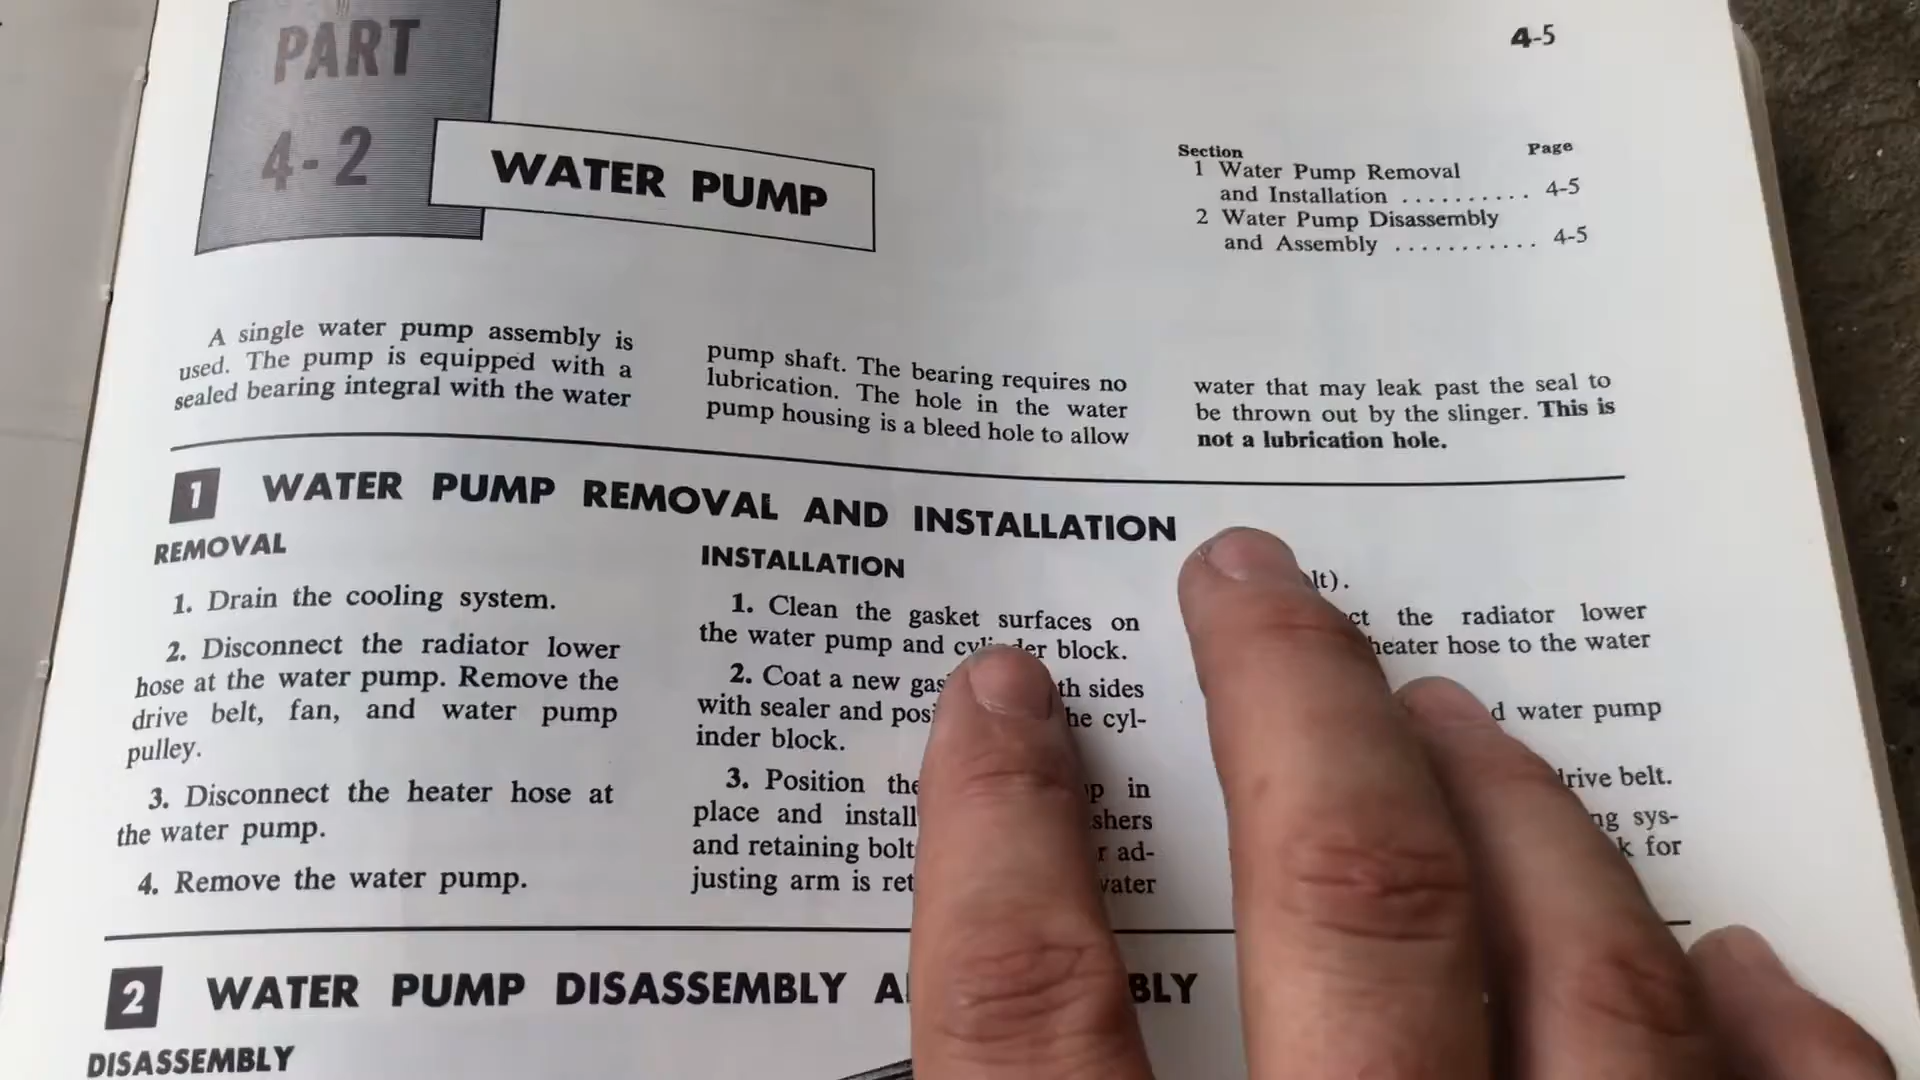 PART
4-2
WATER PUMP
4-5
Section Page
1 Water Pump Removal
and Installation .......... 4-5
2 Water Pump Disassembly
and Assembly ........... 4-5
A single water pump assembly is
used. The pump is equipped with a
sealed bearing integral with the water
pump shaft. The bearing requires no
lubrication. The hole in the water
pump housing is a bleed hole to allow
water that may leak past the seal to
be thrown out by the slinger. This is
not a lubrication hole.
1 WATER PUMP REMOVAL AND INSTALLATION
REMOVAL
1. Drain the cooling system.
2. Disconnect the radiator lower
hose at the water pump. Remove the
drive belt, fan, and water pump
pulley.
3. Disconnect the heater hose at
the water pump.
4. Remove the water pump.
INSTALLATION
1. Clean the gasket surfaces on
the water pump and cylinder block.
2. Coat a new sides
with sealer and cyl-
inder block.
3. Position in
place and install
and retaining ad-
justing arm is water
the radiator lower
heater hose to the water
water pump
drive belt.
sys-
for
2 WATER PUMP DISASSEMBLY
DISASSEMBLY